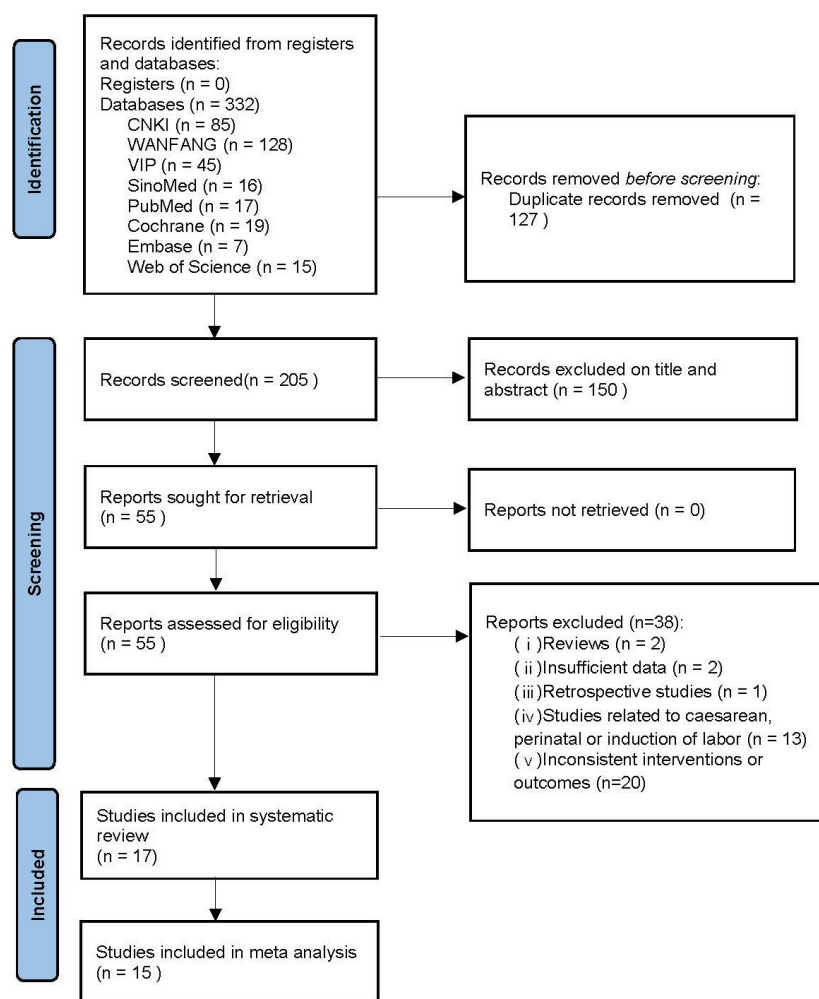 Identification
Records identified from registers
and databases:
Registers (n = 0)
Databases (n = 332)
CNKI (n = 85)
WANFANG (n = 128)
VIP (n = 45)
SinoMed (n = 16)
PubMed (n = 17)
Cochrane (n = 19)
Embase (n = 7)
Web of Science (n = 15)
Records removed before screening:
Duplicate records removed (n =
127 )
Screening
Records screened(n = 205 )
Records excluded on title and
abstract (n = 150 )
Reports sought for retrieval
(n = 55 )
Reports not retrieved (n = 0)
Reports assessed for eligibility
(n = 55 )
Reports excluded (n=38):
(ⅰ)Reviews (n = 2)
(ⅱ)Insufficient data (n = 2)
(ⅲ)Retrospective studies (n = 1)
(ⅳ)Studies related to caesarean,
perinatal or induction of labor (n = 13)
(ⅴ)Inconsistent interventions or
outcomes (n=20)
Included
Studies included in systematic
review
(n = 17)
Studies included in meta analysis
(n = 15 )